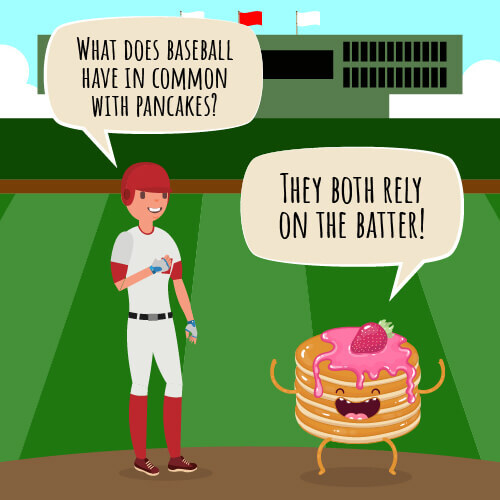 What does baseball
have in common
with pancakes?
They both rely
on the batter!